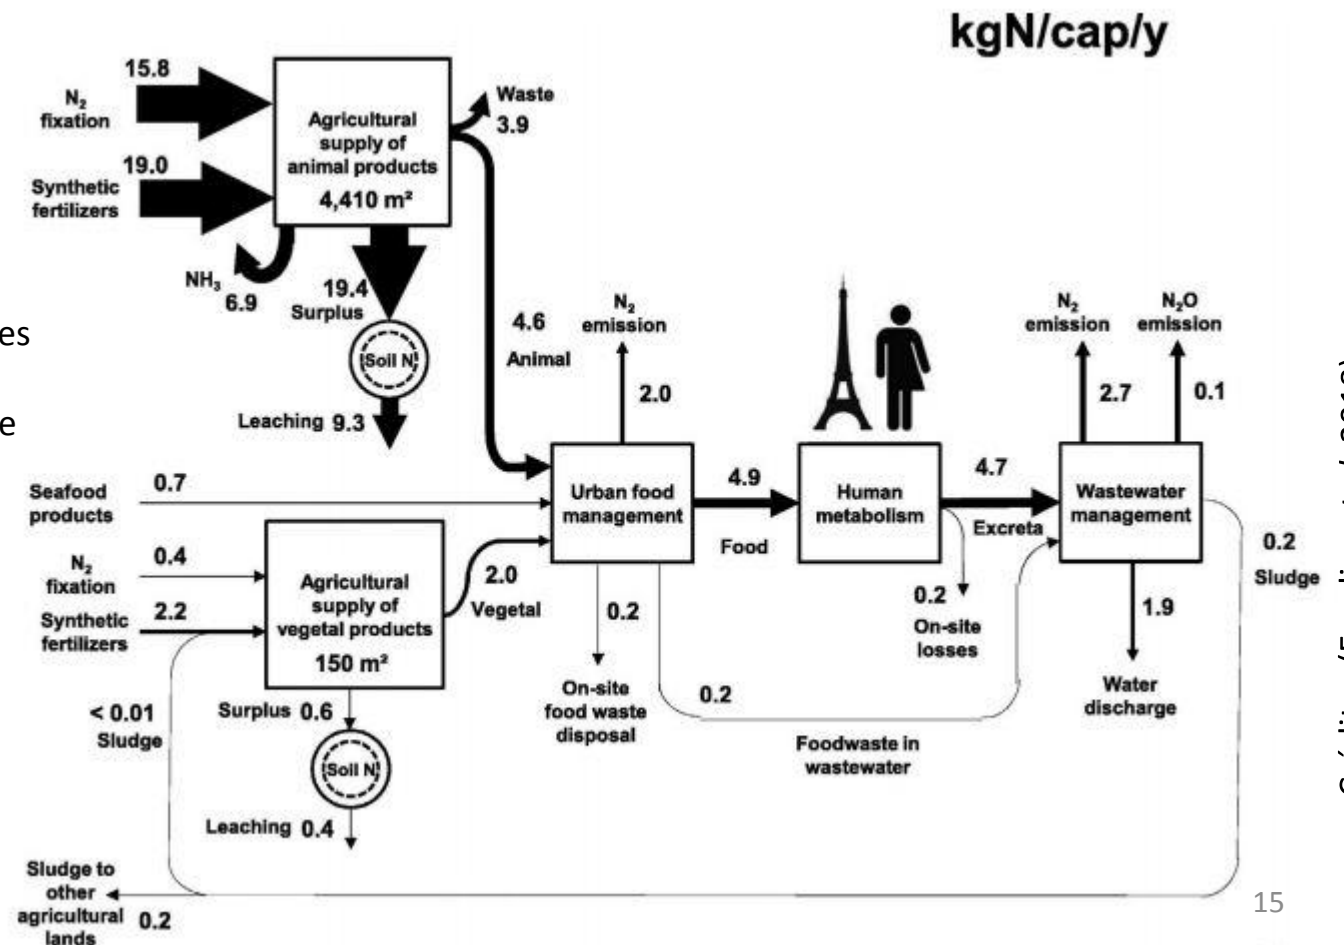 kgN/cap/y
15.8
N₂
fixation
19.0
Synthetic
fertilizers
Agricultural
supply of
animal products
4,410 m²
Waste
3.9
NH₃
6.9
19.4
Surplus
Soil N
Leaching 9.3
es
e
4.6
Animal
N₂
emission
2.0
N₂
emission
2.7
N₂O
emission
0.1
Seafood
products
0.7
N₂
fixation
0.4
Synthetic
fertilizers
2.2
Agricultural
supply of
vegetal products
150 m²
2.0
Vegetal
Urban food
management
4.9
Food
Human
metabolism
4.7
Excreta
Wastewater
management
0.2
Sludge
0.2
On-site
food waste
disposal
0.2
Foodwaste in
wastewater
0.2
On-site
losses
1.9
Water
discharge
< 0.01
Sludge
Surplus 0.6
Soil N
Leaching 0.4
Sludge to
other
agricultural
lands
0.2
15